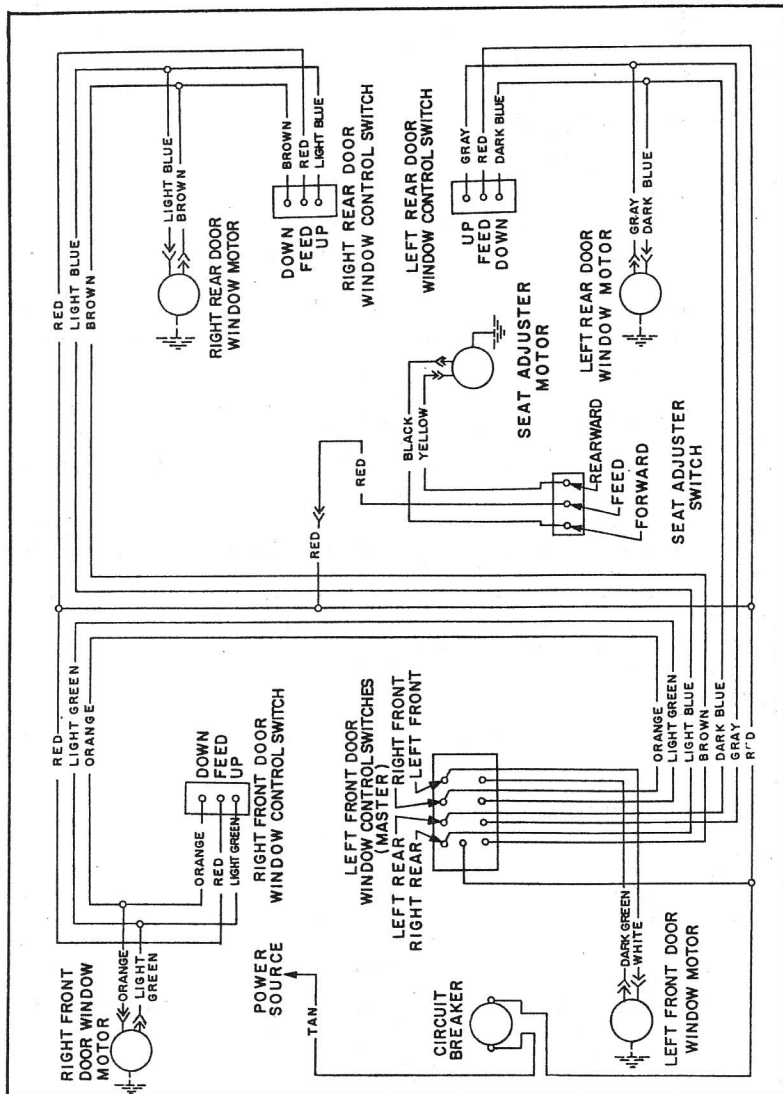 RED
LIGHT BLUE
BROWN
LIGHT BLUE
BROWN
RIGHT REAR DOOR
WINDOW MOTOR
BROWN
RED
LIGHT BLUE
DOWN
FEED
UP
RIGHT REAR DOOR
WINDOW CONTROL SWITCH
LEFT REAR DOOR
WINDOW CONTROL SWITCH
GRAY
RED
DARK BLUE
UP
FEED
DOWN
GRAY
DARK BLUE
LEFT REAR DOOR
WINDOW MOTOR
SEAT ADJUSTER
MOTOR
BLACK
YELLOW
RED
RED
REARWARD
FEED
FORWARD
SEAT ADJUSTER
SWITCH
RED
LIGHT GREEN
ORANGE
DOWN
FEED
UP
ORANGE
RED
LIGHT GREEN
RIGHT FRONT DOOR
WINDOW CONTROL SWITCH
ORANGE
LIGHT GREEN
RIGHT FRONT
DOOR WINDOW
MOTOR
LEFT FRONT DOOR
WINDOW CONTROL SWITCHES
(MASTER)
LEFT REAR
RIGHT REAR
RIGHT FRONT
LEFT FRONT
ORANGE
LIGHT GREEN
LIGHT BLUE
BROWN
DARK BLUE
GRAY
RED
POWER
SOURCE
TAN
CIRCUIT
BREAKER
DARK GREEN
WHITE
LEFT FRONT DOOR
WINDOW MOTOR